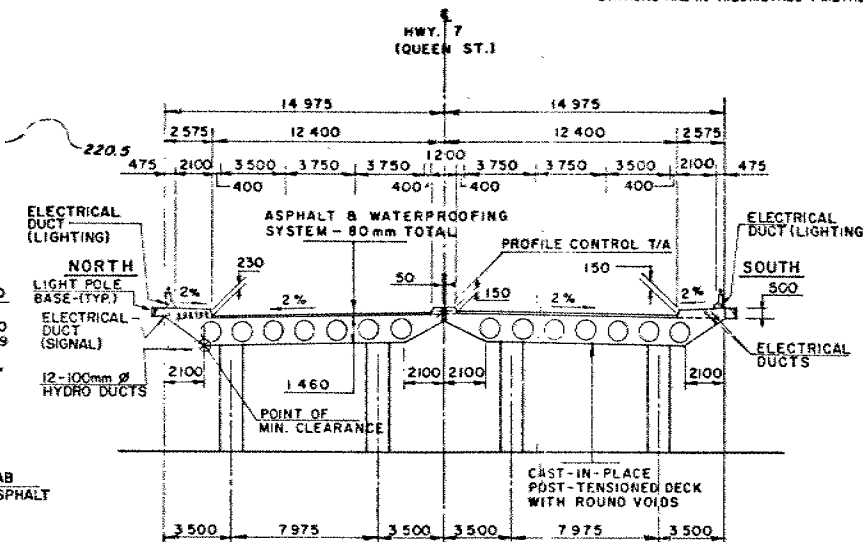 ℄
HWY. 7
(QUEEN ST.)
14 975 14 975
2 575 12 400 12 400 2 575
220.5
1200
475 2100 3 500 3 750 3 750 3 750 3 750 3 500 2100 475
400 400 400 400
ELECTRICAL
DUCT
(LIGHTING)
ASPHALT & WATERPROOFING
SYSTEM - 80mm TOTAL
ELECTRICAL
DUCT (LIGHTING
PROFILE CONTROL T/A
NORTH
230
50
150
150
SOUTH
LIGHT POLE
BASE-(TYP.)
2% 2% 2% 2%
500
ELECTRICAL
DUCT
(SIGNAL)
ELECTRICAL
DUCTS
12-100mm Ø
HYDRO DUCTS
2100 1 460 2100 2100 2100
POINT OF
MIN. CLEARANCE
CAST-IN-PLACE
POST-TENSIONED DECK
WITH ROUND VOIDS
AB
SPHALT
3 500 7 975 3 500 3 500 7 975 3 500